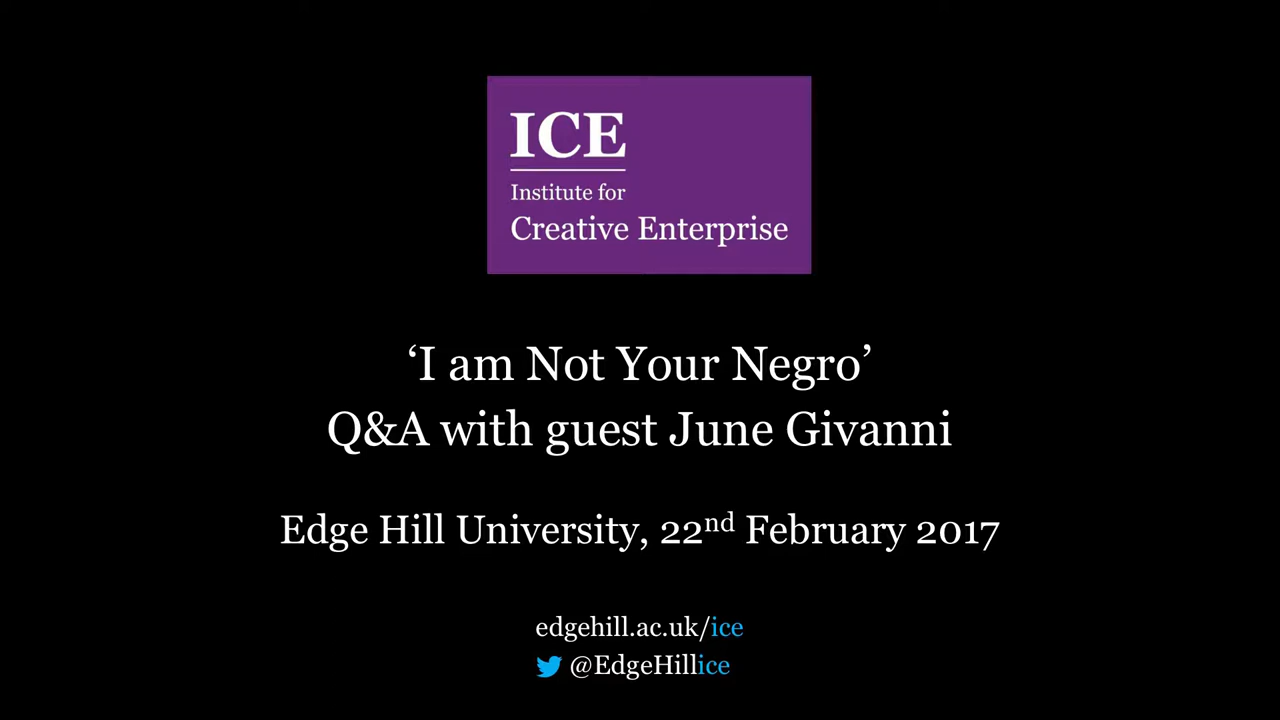 ICE
Institute for
Creative Enterprise
‘I am Not Your Negro’
Q&A with guest June Givanni
Edge Hill University, 22nd February 2017
edgehill.ac.uk/ice
@EdgeHillice